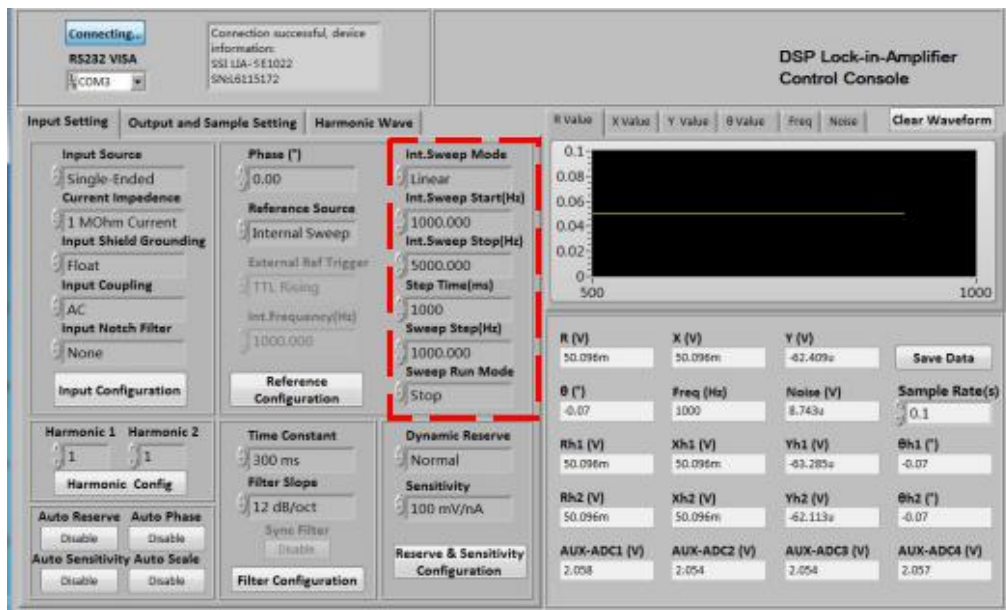 Connecting...
RS232 VISA
COM3
Connection successful, device
information:
SSI LIA-SE1022
SN:L6115172
DSP Lock-in-Amplifier
Control Console
Input Setting
Output and Sample Setting
Harmonic Wave
Input Source
Single-Ended
Current Impedence
1 MOhm Current
Input Shield Grounding
Float
Input Coupling
AC
Input Notch Filter
None
Input Configuration
Phase (°)
0.00
Reference Source
Internal Sweep
External Ref Trigger
TTL Rising
Int.Frequency(Hz)
1000.000
Reference
Configuration
Int.Sweep Mode
Linear
Int.Sweep Start(Hz)
1000.000
Int.Sweep Stop(Hz)
5000.000
Step Time(ms)
1000
Sweep Step(Hz)
1000.000
Sweep Run Mode
Stop
Harmonic 1 Harmonic 2
1 1
Harmonic Config
Auto Reserve Auto Phase
Disable Disable
Auto Sensitivity Auto Scale
Disable Disable
Time Constant
300 ms
Filter Slope
12 dB/oct
Sync Filter
Disable
Filter Configuration
Dynamic Reserve
Normal
Sensitivity
100 mV/nA
Reserve & Sensitivity
Configuration
R Value X Value Y Value θ Value Freq Noise Clear Waveform
0.1
0.08
0.06
0.04
0.02
0
500 1000
R (V) X (V) Y (V)
50.096m 50.096m -62.409u Save Data
θ (°) Freq (Hz) Noise (V) Sample Rate(s)
-0.07 1000 8.743u 0.1
Rh1 (V) Xh1 (V) Yh1 (V) θh1 (°)
50.096m 50.096m -63.285u -0.07
Rh2 (V) Xh2 (V) Yh2 (V) θh2 (°)
50.096m 50.096m -62.113u -0.07
AUX-ADC1 (V) AUX-ADC2 (V) AUX-ADC3 (V) AUX-ADC4 (V)
2.058 2.054 2.054 2.057